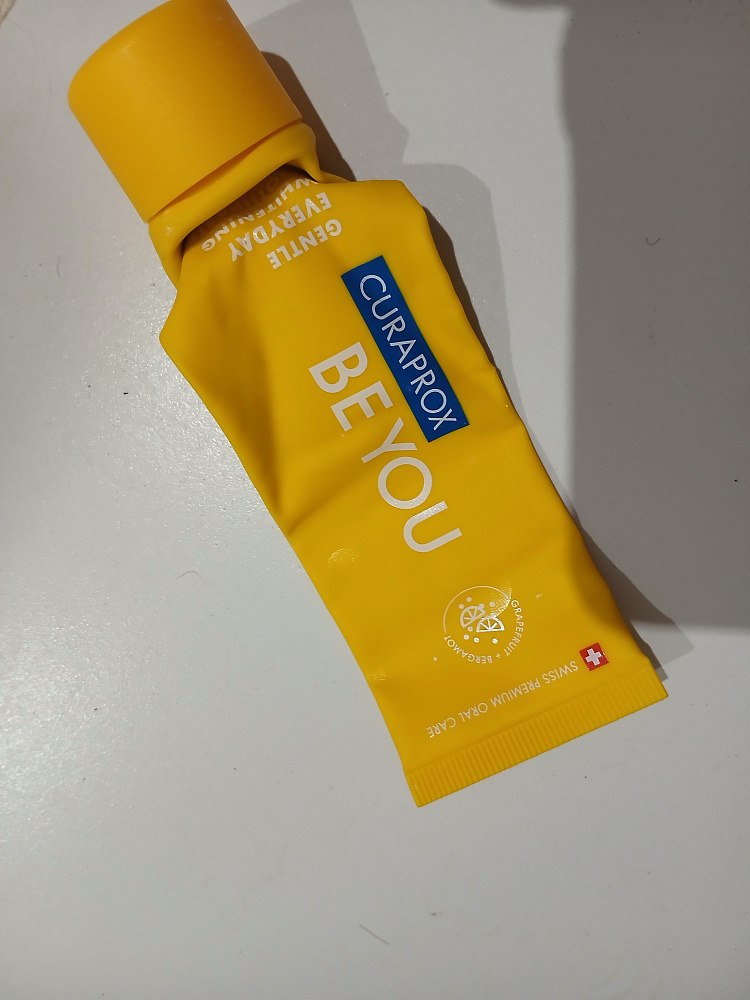 CURAPROX
BE YOU
GENTLE
EVERYDAY
WHITENING
GRAPEFRUIT + BERGAMOT
SWISS PREMIUM ORAL CARE